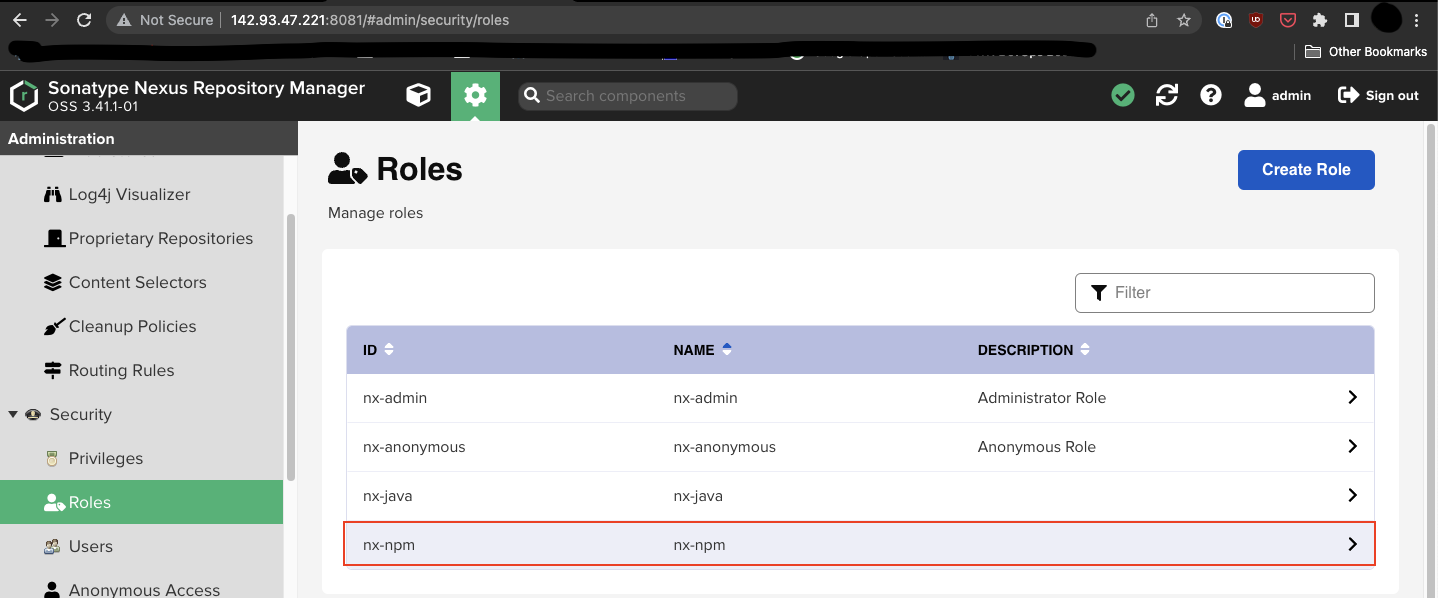 Not Secure 142.93.47.221:8081/#admin/security/roles
Other Bookmarks
Sonatype Nexus Repository Manager
OSS 3.41.1-01
Search components
admin
Sign out
Administration
Log4j Visualizer
Proprietary Repositories
Content Selectors
Cleanup Policies
Routing Rules
Security
Privileges
Roles
Users
Anonymous Access
Roles
Create Role
Manage roles
Filter
ID NAME DESCRIPTION
nx-admin nx-admin Administrator Role
nx-anonymous nx-anonymous Anonymous Role
nx-java nx-java
nx-npm nx-npm